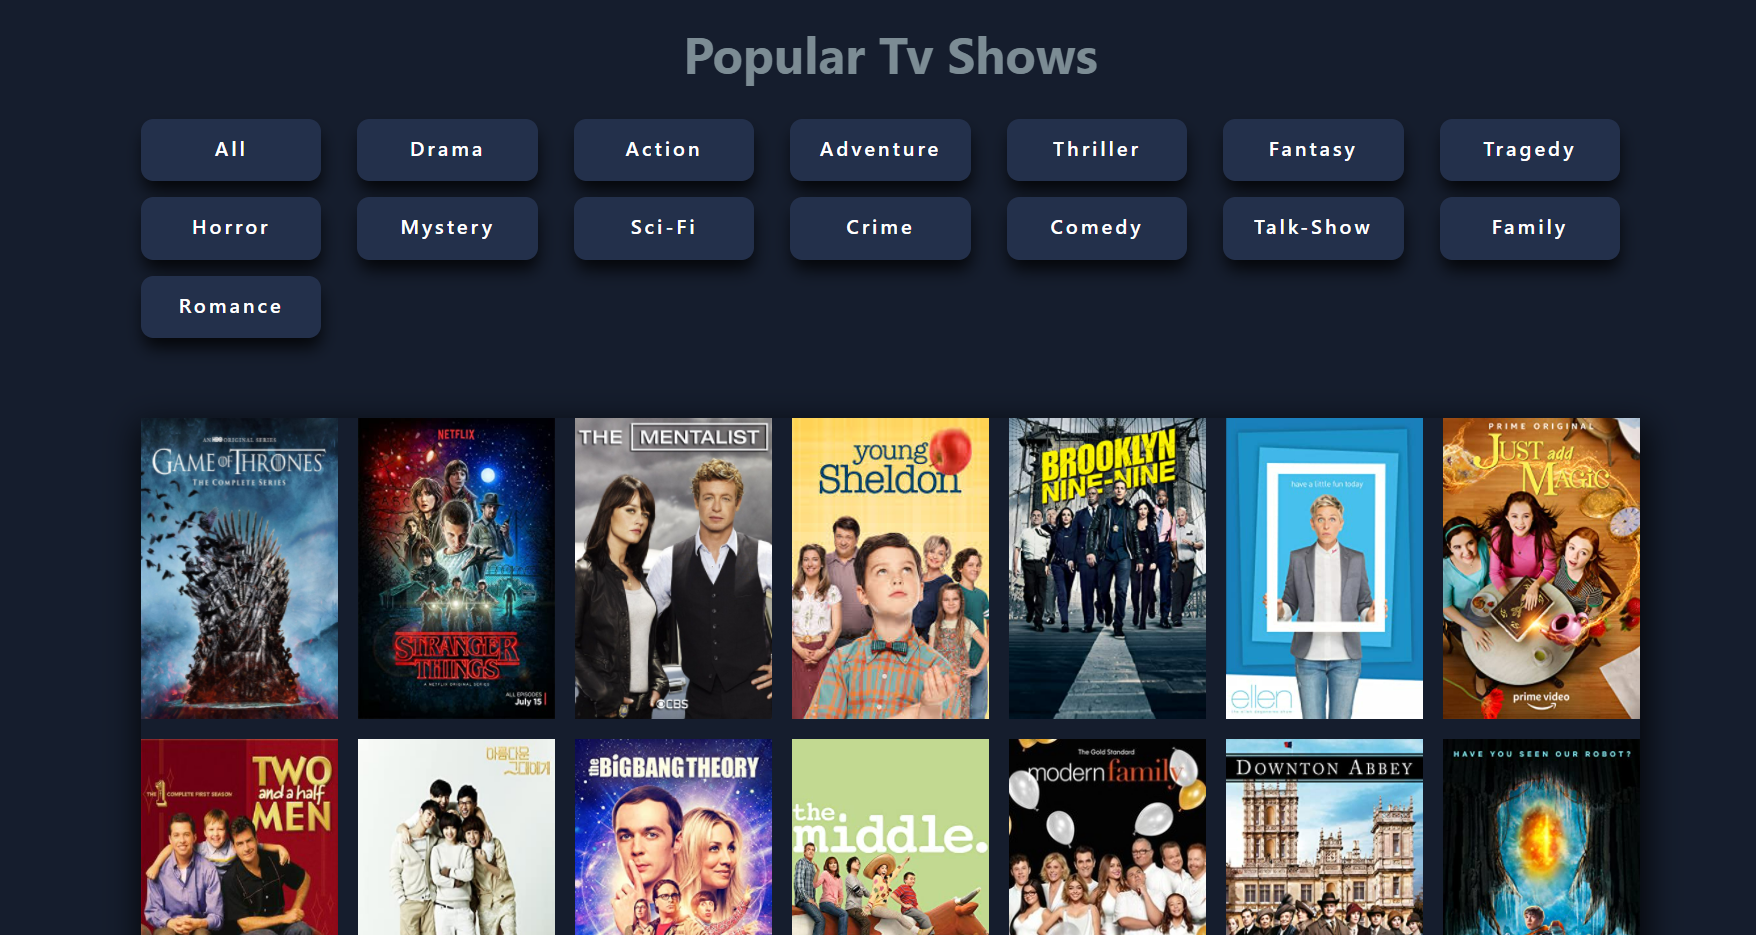 Popular Tv Shows
All
Drama
Action
Adventure
Thriller
Fantasy
Tragedy
Horror
Mystery
Sci-Fi
Crime
Comedy
Talk-Show
Family
Romance
AN HBO ORIGINAL SERIES
GAME OF THRONES
THE COMPLETE SERIES
NETFLIX
STRANGER
THINGS
A NETFLIX ORIGINAL SERIES
ALL EPISODES
July 15
THE MENTALIST
CBS
young
Sheldon
BROOKLYN
NINE-NINE
have a little fun today
ellen
PRIME ORIGINAL
JUST add
MAGIC
prime video
TWO
and a half
MEN
THE 1 COMPLETE FIRST SEASON
아름다운
그대에게
the BiGBANG THEORY
the
middle.
The Gold Standard
modern family
DOWNTON ABBEY
HAVE YOU SEEN OUR ROBOT?